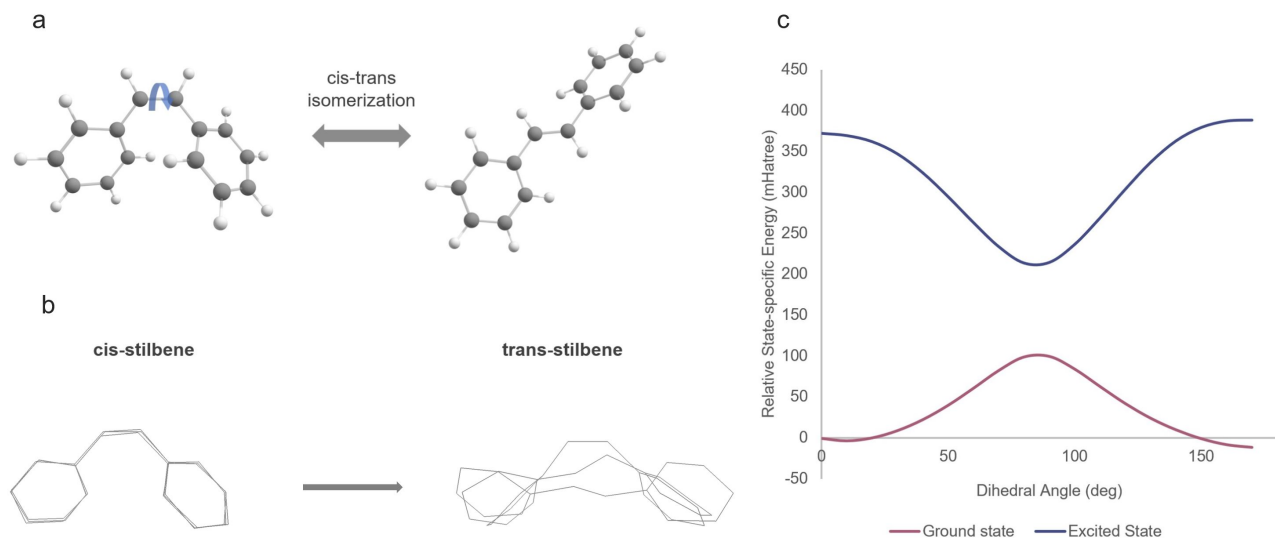 a
cis-trans
isomerization
b
cis-stilbene
trans-stilbene
c
Relative State-specific Energy (mHatree)
450
400
350
300
250
200
150
100
50
0
-50
0
50
100
150
Dihedral Angle (deg)
Ground state
Excited State